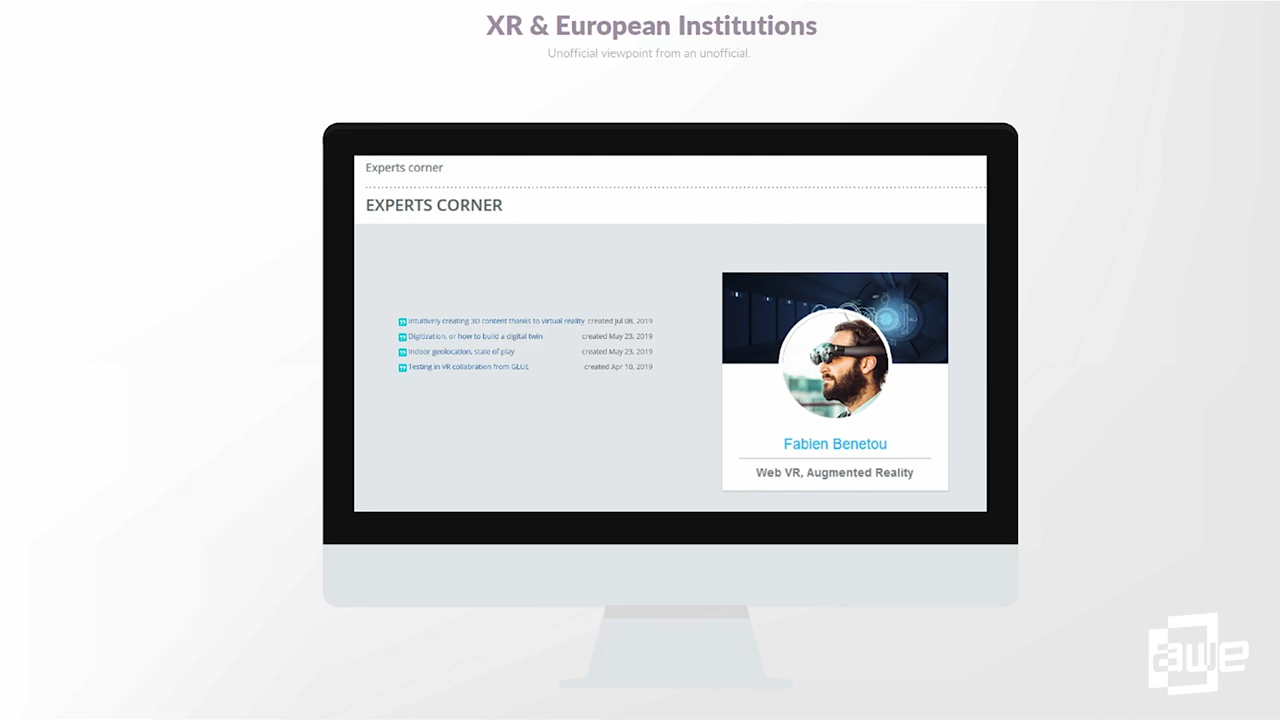 XR & European Institutions
Unofficial viewpoint from an unofficial.
Experts corner
EXPERTS CORNER
Intuitively creating 3D content thanks to virtual reality created Jul 08, 2019
Digitization, or how to build a digital twin created May 23, 2019
Indoor geolocation, state of play created May 23, 2019
Testing in VR collabration from GLUE created Apr 10, 2019
Fabien Benetou
Web VR, Augmented Reality
awe